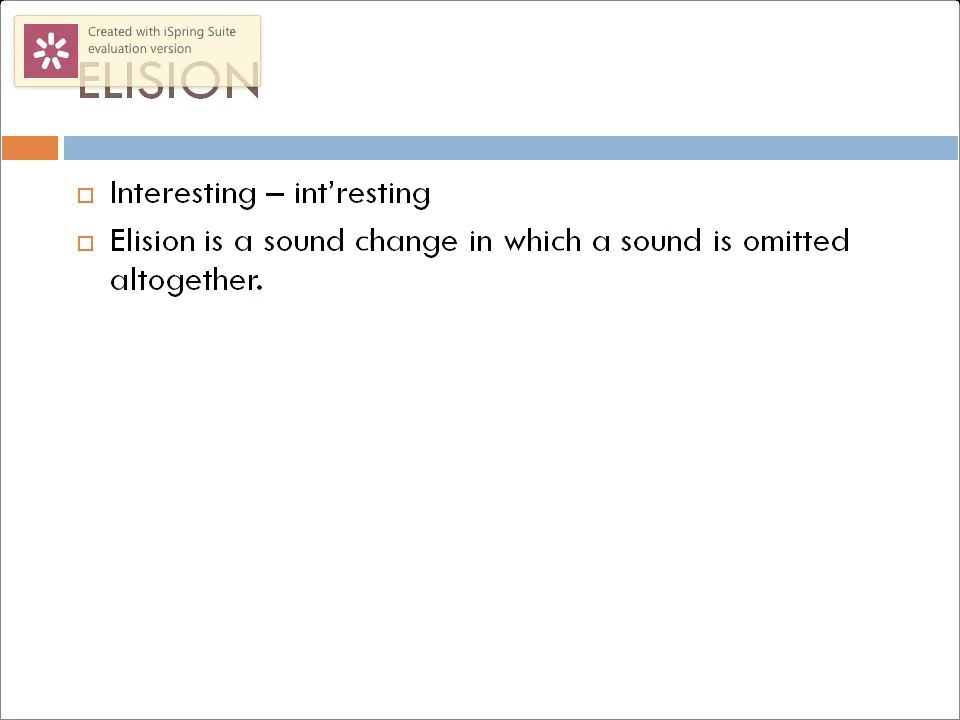 Created with iSpring Suite
evaluation version
ELISION
Interesting – int’resting
Elision is a sound change in which a sound is omitted
altogether.